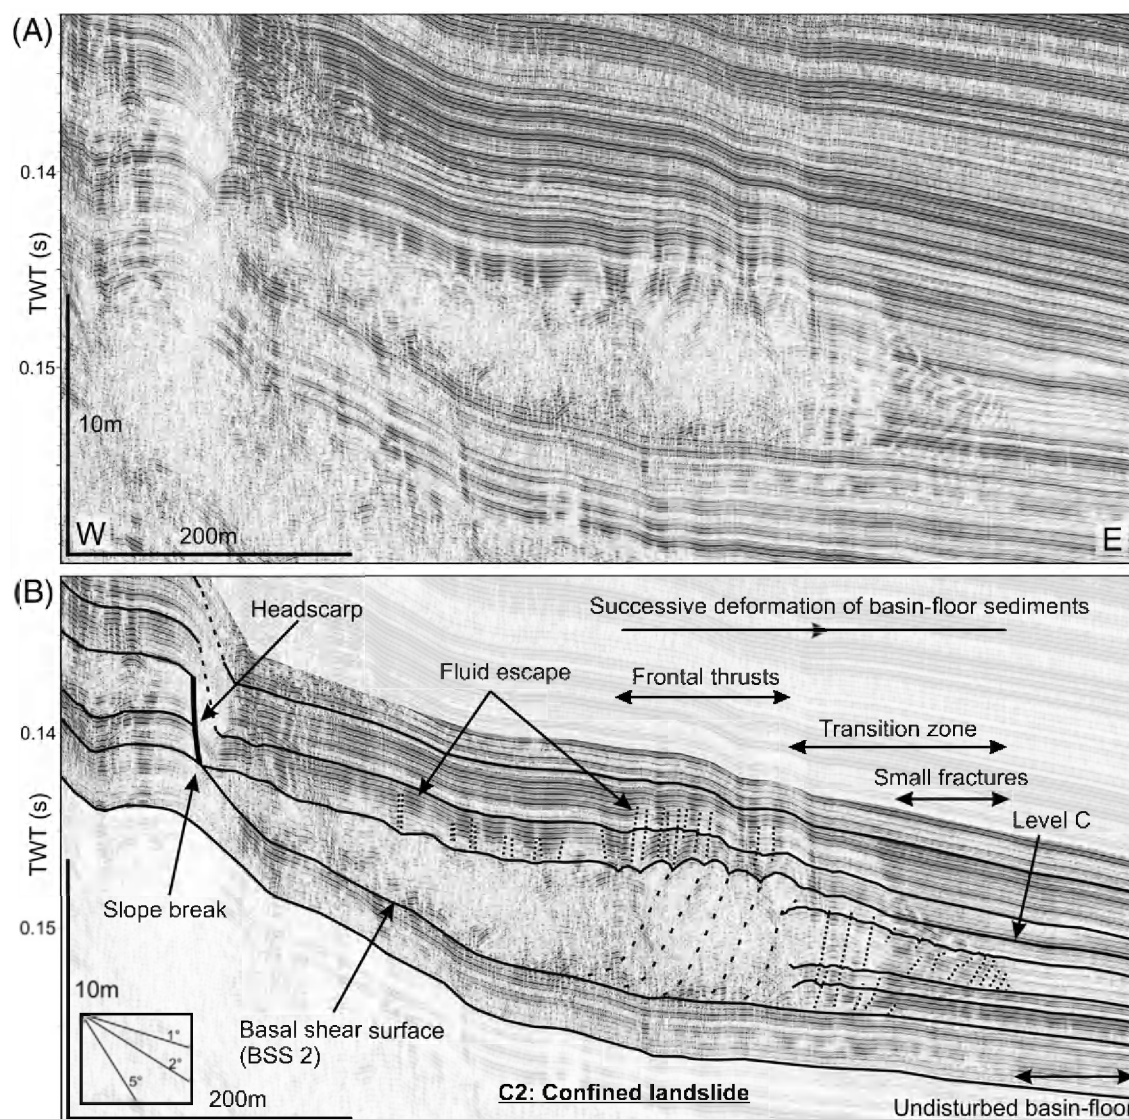 (A)
0.14
TWT (s)
0.15
10m
W
200m
E
(B)
Headscarp
Successive deformation of basin-floor sediments
Fluid escape
Frontal thrusts
0.14
Transition zone
Small fractures
TWT (s)
Level C
Slope break
0.15
10m
1°
2°
5°
Basal shear surface
(BSS 2)
200m
C2: Confined landslide
Undisturbed basin-floor